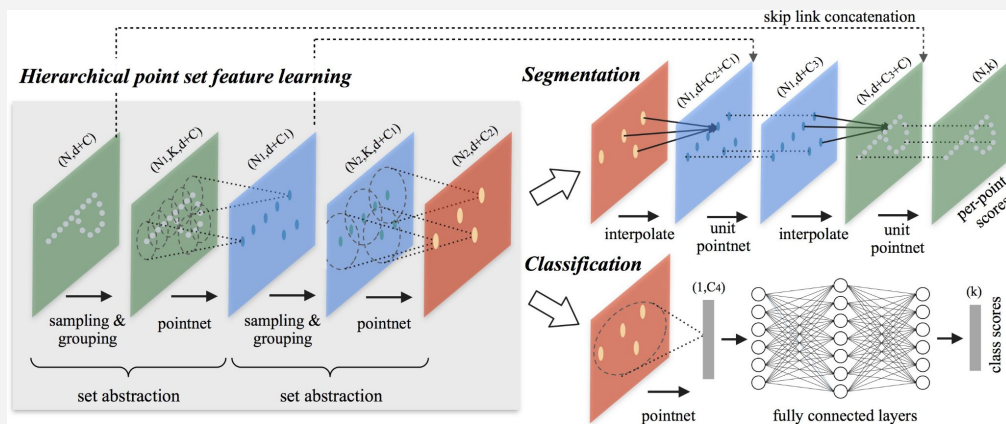 skip link concatenation
Hierarchical point set feature learning
(N,d+C)
(N1,K,d+C)
(N1,d+C1)
(N2,K,d+C1)
(N2,d+C2)
sampling &
grouping
pointnet
sampling &
grouping
pointnet
set abstraction
set abstraction
Segmentation
(N1,d+C2+C1)
(N1,d+C3)
(N,d+C3+C)
(N,k)
interpolate
unit
pointnet
interpolate
unit
pointnet
per-point
scores
Classification
(1,C4)
(k)
class scores
pointnet
fully connected layers